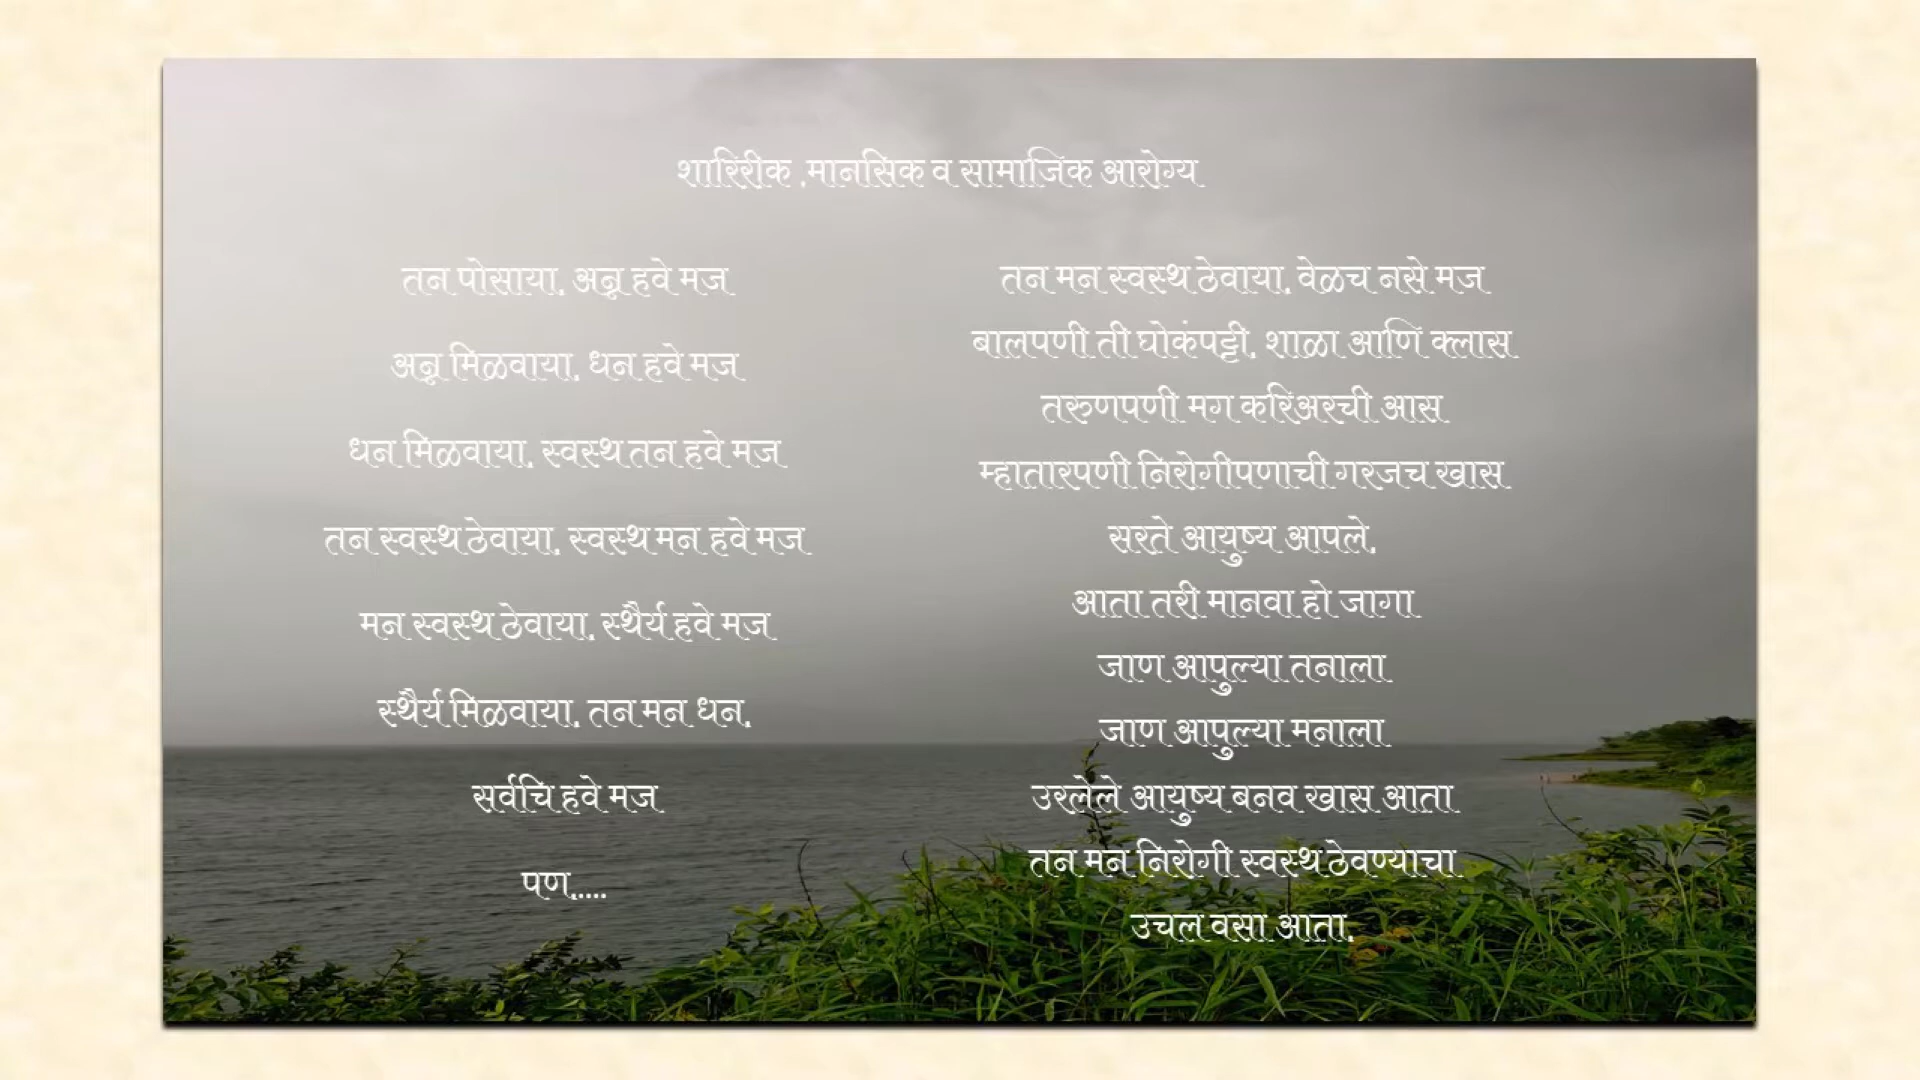 शारिरीक .मानसिक व सामाजिक आरोग्य
तन पोसाया, अन्न हवे मज
अन्न मिळवाया, धन हवे मज
धन मिळवाया, स्वस्थ तन हवे मज
तन स्वस्थ ठेवाया, स्वस्थ मन हवे मज
मन स्वस्थ ठेवाया, स्थैर्य हवे मज
स्थैर्य मिळवाया, तन मन धन,
सर्वचि हवे मज
पण.....
तन मन स्वस्थ ठेवाया, वेळच नसे मज
बालपणी ती घोकंपट्टी, शाळा आणि क्लास
तरुणपणी मग करिअरची आस
म्हातारपणी निरोगीपणाची गरजच खास
सरते आयुष्य आपले,
आता तरी मानवा हो जागा
जाण आपुल्या तनाला
जाण आपुल्या मनाला
उरलेले आयुष्य बनव खास आता
तन मन निरोगी स्वस्थ ठेवण्याचा
उचल वसा आता,